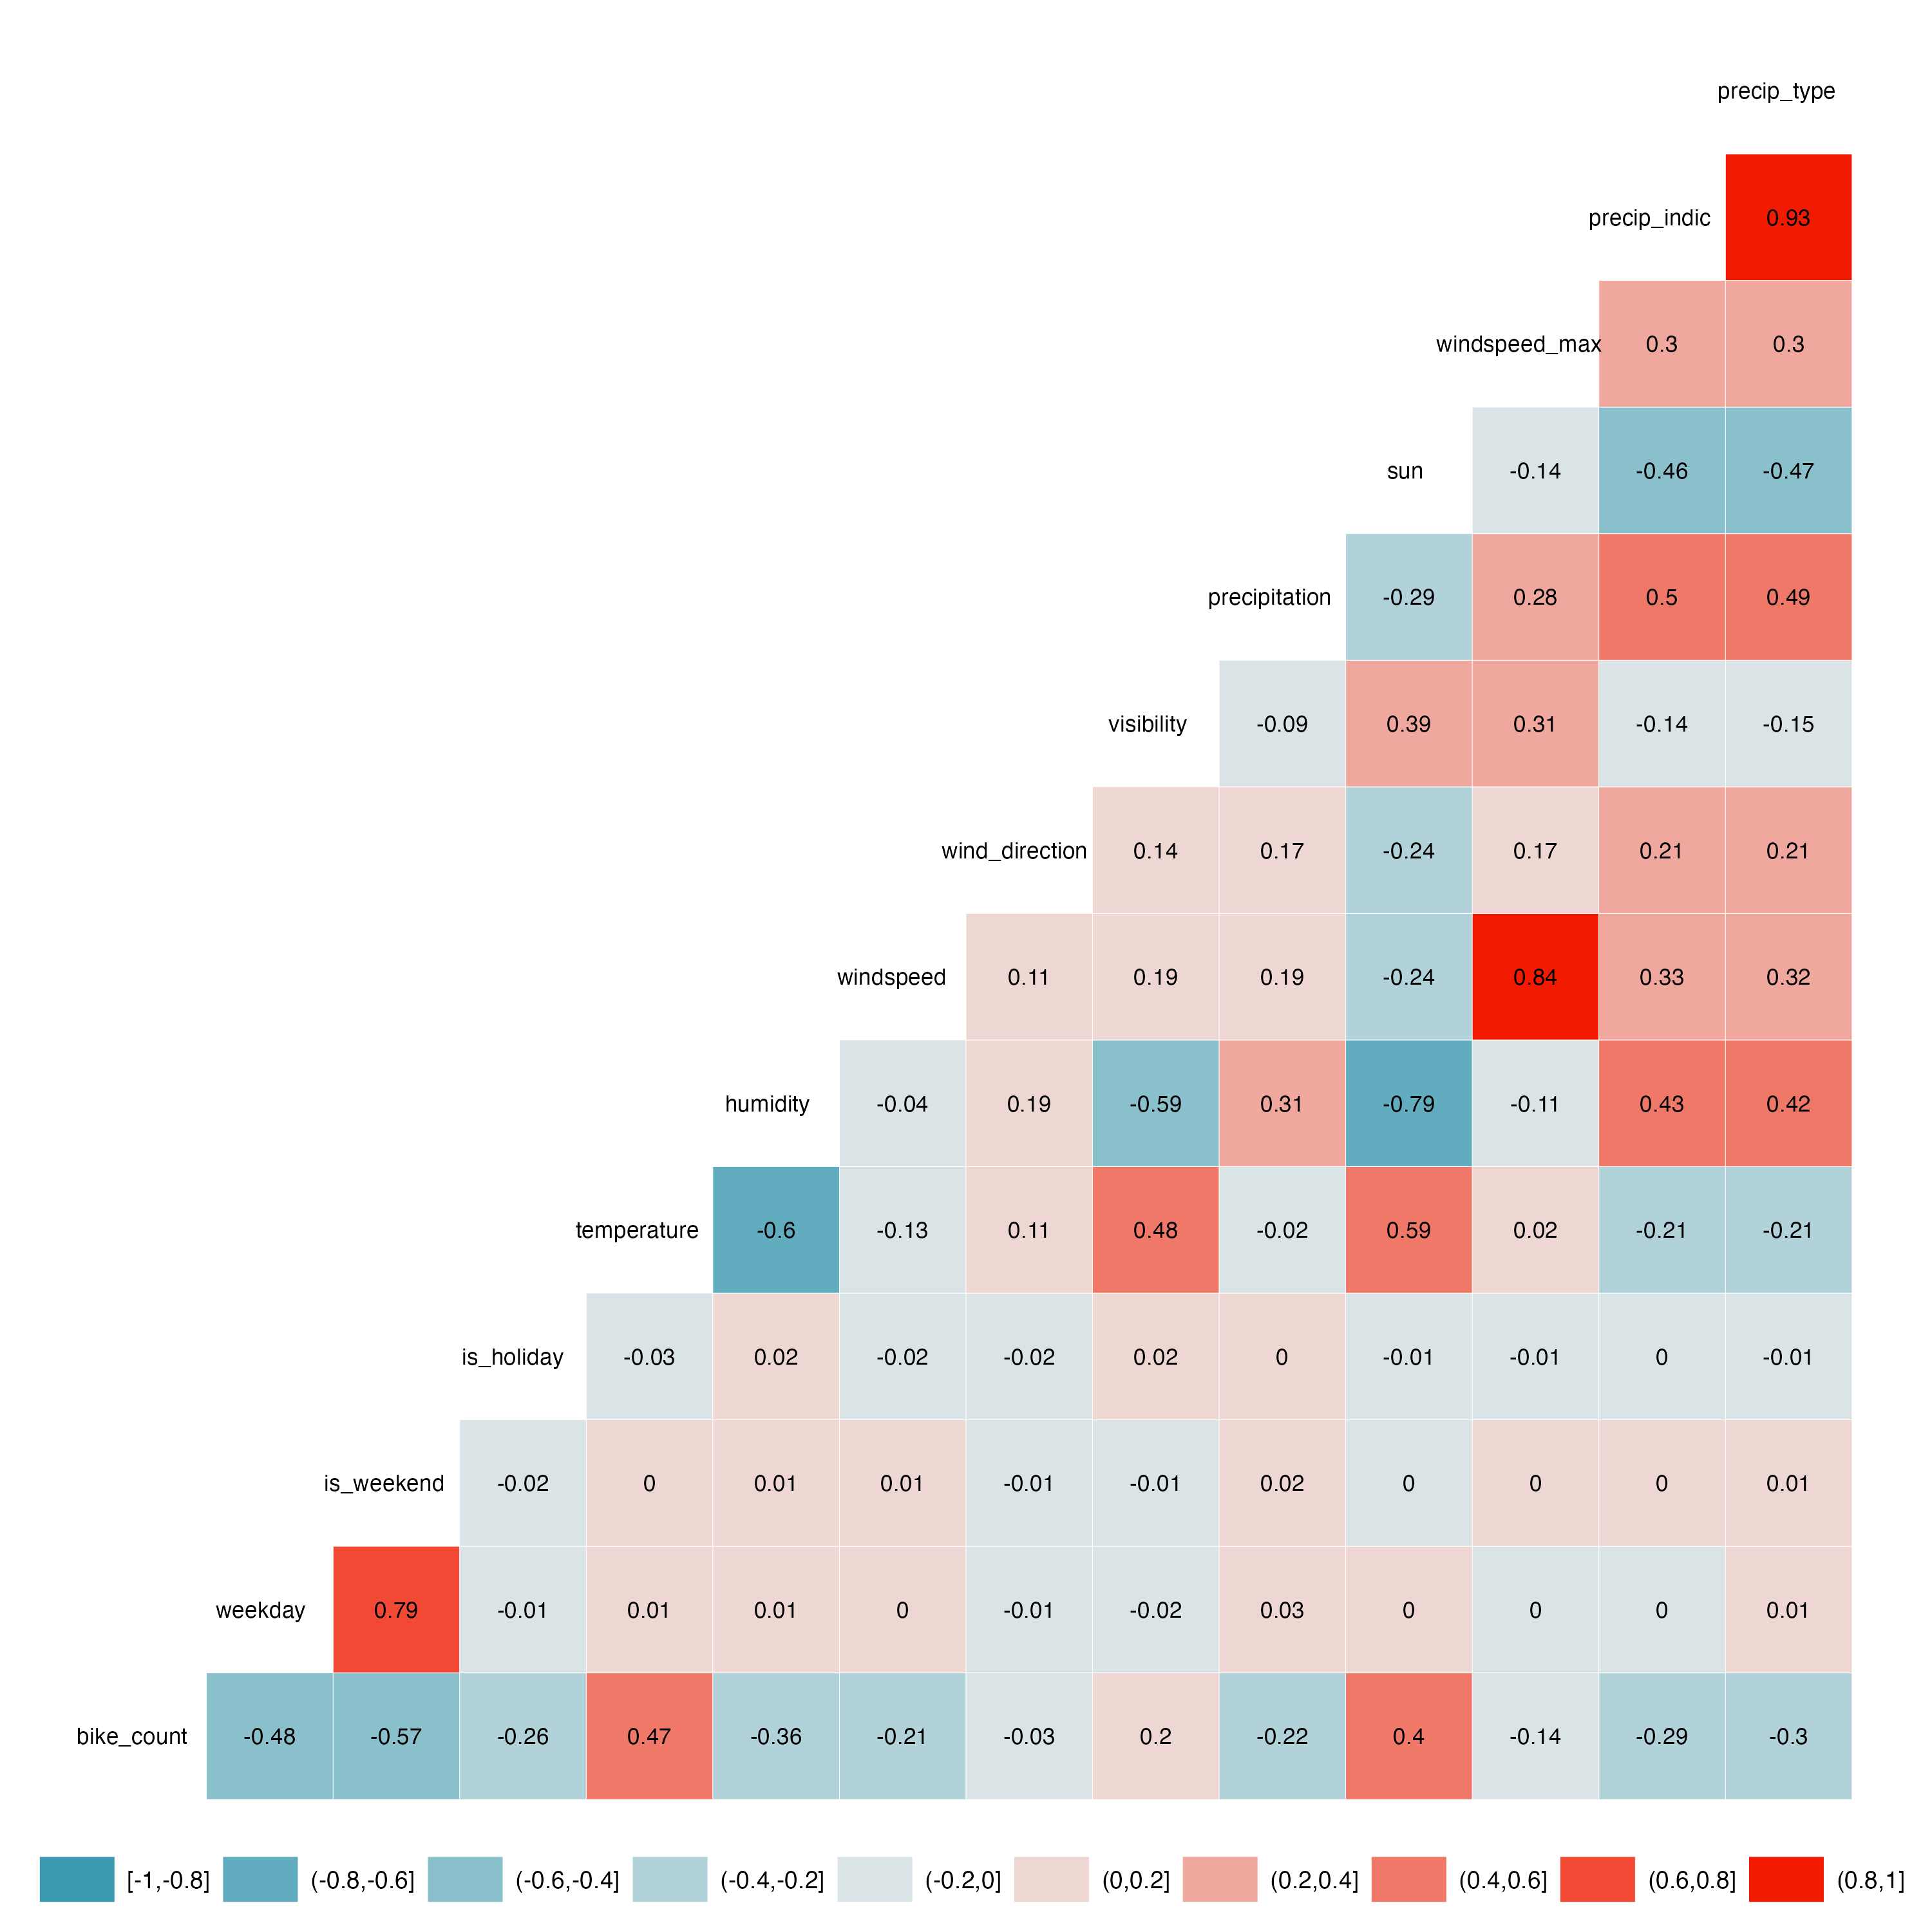 precip_type
precip_indic 0.93
windspeed_max 0.3 0.3
sun -0.14 -0.46 -0.47
precipitation -0.29 0.28 0.5 0.49
visibility -0.09 0.39 0.31 -0.14 -0.15
wind_direction 0.14 0.17 -0.24 0.17 0.21 0.21
windspeed 0.11 0.19 0.19 -0.24 0.84 0.33 0.32
humidity -0.04 0.19 -0.59 0.31 -0.79 -0.11 0.43 0.42
temperature -0.6 -0.13 0.11 0.48 -0.02 0.59 0.02 -0.21 -0.21
is_holiday -0.03 0.02 -0.02 -0.02 0.02 0 -0.01 -0.01 0 -0.01
is_weekend -0.02 0 0.01 0.01 -0.01 -0.01 0.02 0 0 0 0.01
weekday 0.79 -0.01 0.01 0.01 0 -0.01 -0.02 0.03 0 0 0 0.01
bike_count -0.48 -0.57 -0.26 0.47 -0.36 -0.21 -0.03 0.2 -0.22 0.4 -0.14 -0.29 -0.3
[-1,-0.8] (-0.8,-0.6] (-0.6,-0.4] (-0.4,-0.2] (-0.2,0] (0,0.2] (0.2,0.4] (0.4,0.6] (0.6,0.8] (0.8,1]